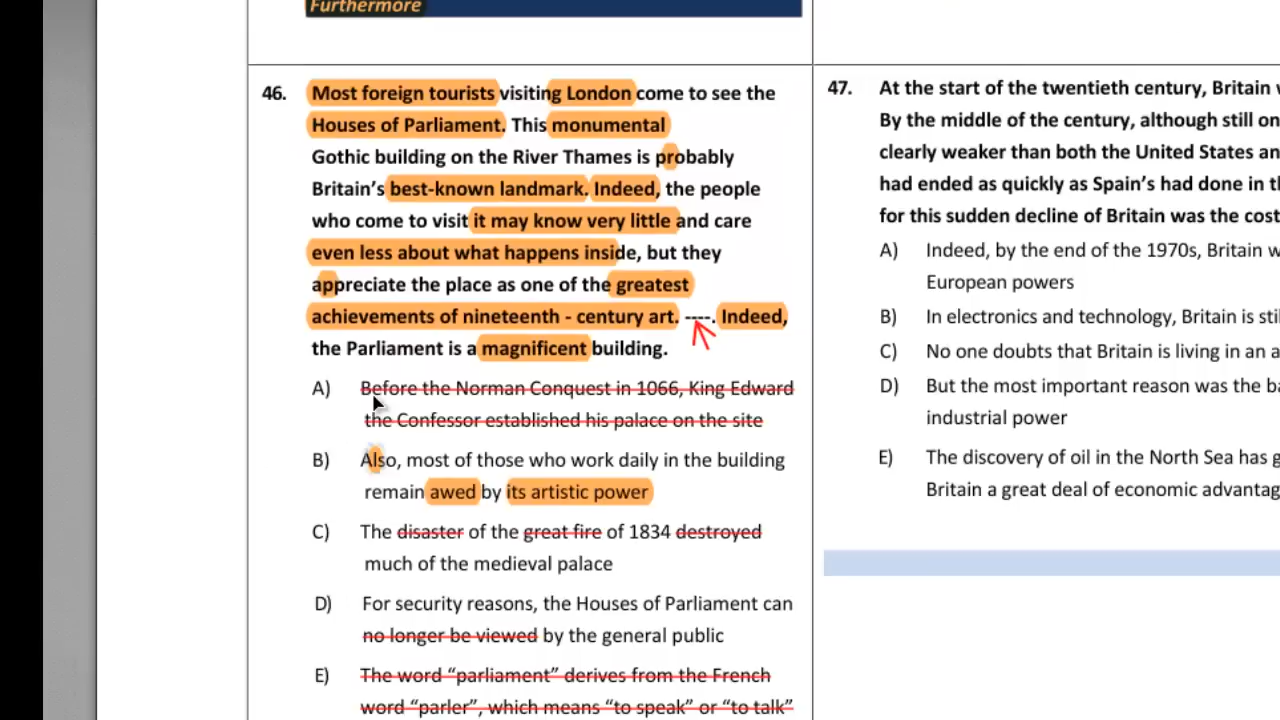 Furthermore
46. Most foreign tourists visiting London come to see the
Houses of Parliament. This monumental
Gothic building on the River Thames is probably
Britain's best-known landmark. Indeed, the people
who come to visit it may know very little and care
even less about what happens inside, but they
appreciate the place as one of the greatest
achievements of nineteenth - century art. ----. Indeed,
the Parliament is a magnificent building.
A) Before the Norman Conquest in 1066, King Edward
the Confessor established his palace on the site
B) Also, most of those who work daily in the building
remain awed by its artistic power
C) The disaster of the great fire of 1834 destroyed
much of the medieval palace
D) For security reasons, the Houses of Parliament can
no longer be viewed by the general public
E) The word “parliament” derives from the French
word “parler”, which means “to speak” or “to talk”
47. At the start of the twentieth century, Britain
By the middle of the century, although still
clearly weaker than both the United States
had ended as quickly as Spain's had done in
for this sudden decline of Britain was the cost
A) Indeed, by the end of the 1970s, Britain
European powers
B) In electronics and technology, Britain is
C) No one doubts that Britain is living in an
D) But the most important reason was the
industrial power
E) The discovery of oil in the North Sea has
Britain a great deal of economic